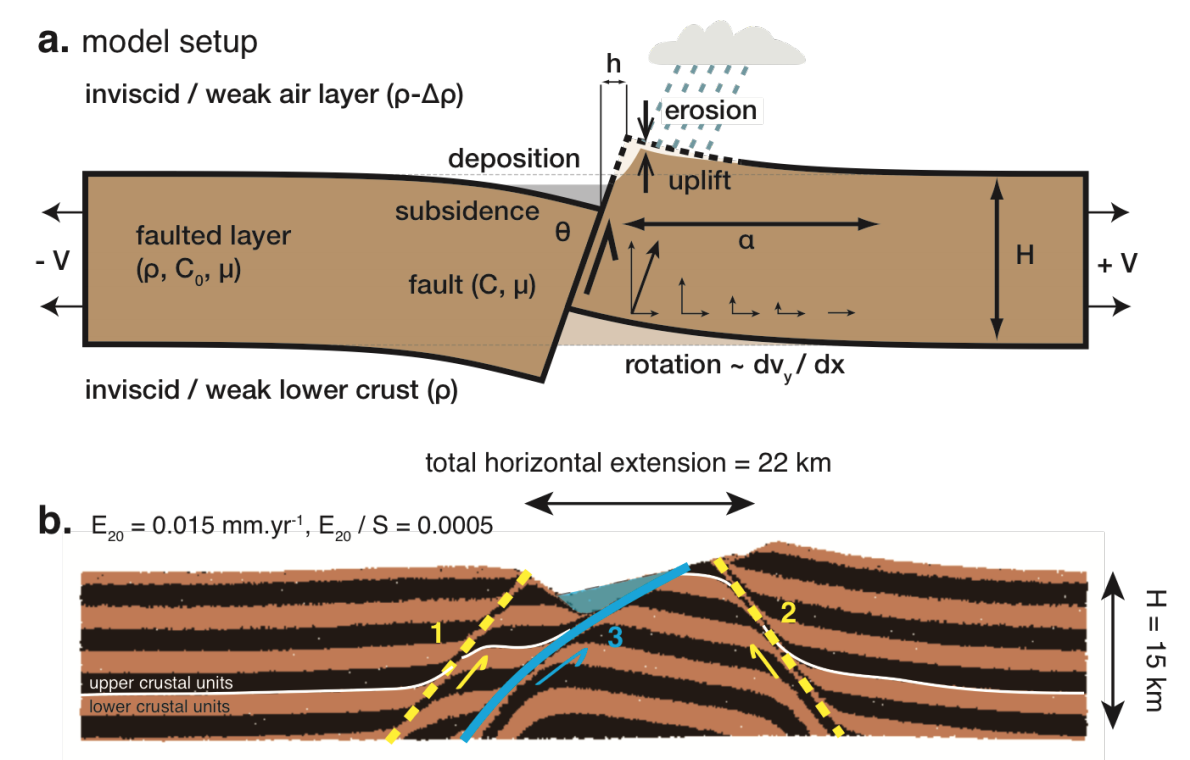 a. model setup
inviscid / weak air layer (ρ-Δρ)
h
erosion
deposition
uplift
subsidence
θ
α
faulted layer
(ρ, C₀, μ)
fault (C, μ)
H
- V
+ V
rotation ~ dvᵧ / dx
inviscid / weak lower crust (ρ)
total horizontal extension = 22 km
b. E₂₀ = 0.015 mm.yr⁻¹, E₂₀ / S = 0.0005
1
2
3
upper crustal units
lower crustal units
H = 15 km